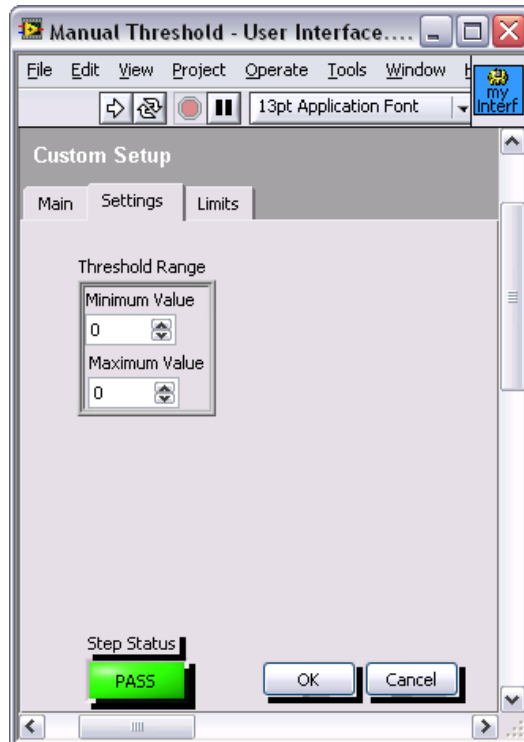 Manual Threshold - User Interface....
File Edit View Project Operate Tools Window
13pt Application Font
my
Interf
Custom Setup
Main Settings Limits
Threshold Range
Minimum Value
0
Maximum Value
0
Step Status
PASS OK Cancel